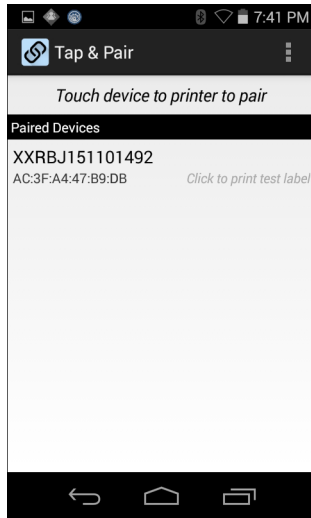 7:41 PM
Tap & Pair
Touch device to printer to pair
Paired Devices
XXRBJ151101492
AC:3F:A4:47:B9:DB Click to print test label